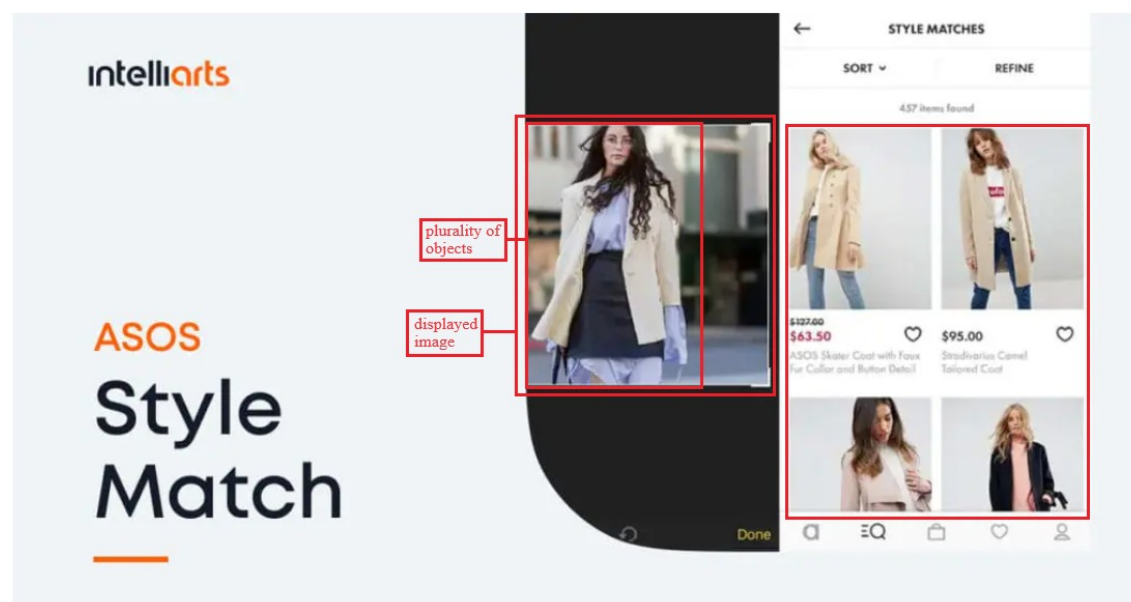 intelliarts
ASOS
Style
Match
plurality of
objects
displayed
image
Done
STYLE MATCHES
SORT
REFINE
457 items found
$127.00
$63.50
ASOS Skater Coat with Faux
Fur Collar and Button Detail
$95.00
Stradivarius Camel
Tailored Coat